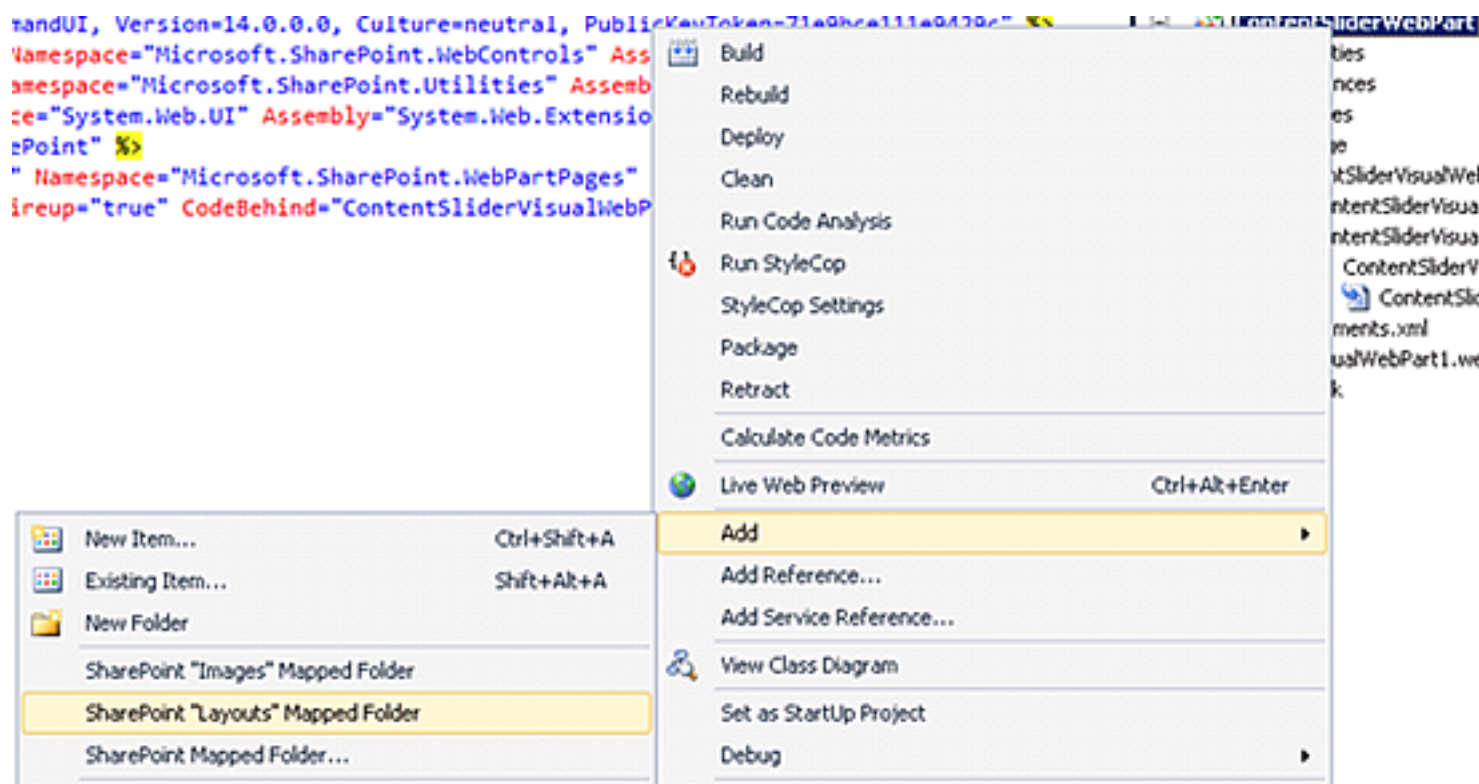 mandUI, Version=14.0.0.0, Culture=neutral, PublicKeyToken=71e9bce111e9429c" %>
Namespace="Microsoft.SharePoint.WebControls" Ass
amespace="Microsoft.SharePoint.Utilities" Assemb
ce="System.Web.UI" Assembly="System.Web.Extensio
ePoint" %>
" Namespace="Microsoft.SharePoint.WebPartPages"
ireup="true" CodeBehind="ContentSliderVisualWebP
Build
Rebuild
Deploy
Clean
Run Code Analysis
Run StyleCop
StyleCop Settings
Package
Retract
Calculate Code Metrics
Live Web Preview Ctrl+Alt+Enter
Add
Add Reference...
Add Service Reference...
View Class Diagram
Set as StartUp Project
Debug
New Item... Ctrl+Shift+A
Existing Item... Shift+Alt+A
New Folder
SharePoint "Images" Mapped Folder
SharePoint "Layouts" Mapped Folder
SharePoint Mapped Folder...
ContentSliderWebPart
ties
nces
es
ge
ntSliderVisualWeb
ntentSliderVisua
ntentSliderVisua
ContentSliderV
ContentSlid
ments.xml
ualWebPart1.we
k